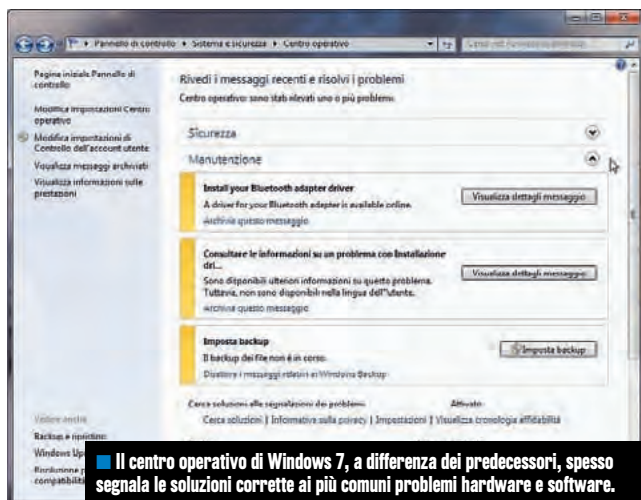 Pannello di controllo ▸ Sistema e sicurezza ▸ Centro operativo
Pagina iniziale Pannello di
controllo
Modifica impostazioni Centro
operativo
Modifica impostazioni di
Controllo dell'account utente
Visualizza messaggi archiviati
Visualizza informazioni sulle
prestazioni
Rivedi i messaggi recenti e risolvi i problemi
Centro operativo: sono stati rilevati uno o più problemi.
Sicurezza
Manutenzione
Install your Bluetooth adapter driver
A driver for your Bluetooth adapter is available online.
Archivia questo messaggio
Visualizza dettagli messaggio
Consultare le informazioni su un problema con Installazione
dri...
Sono disponibili ulteriori informazioni su questo problema.
Tuttavia, non sono disponibili nella lingua dell'utente.
Archivia questo messaggio
Visualizza dettagli messaggio
Imposta backup
Il backup dei file non è in corso.
Disattiva i messaggi relativi a Windows Backup
Imposta backup
Cerca soluzioni alle segnalazioni dei problemi
Attivato
Cerca soluzioni | Informativa sulla privacy | Impostazioni | Visualizza cronologia affidabilità
Vedere anche
Backup e ripristino
Windows Up
Risoluzione p
compatibilit
Il centro operativo di Windows 7, a differenza dei predecessori, spesso
segnala le soluzioni corrette ai più comuni problemi hardware e software.